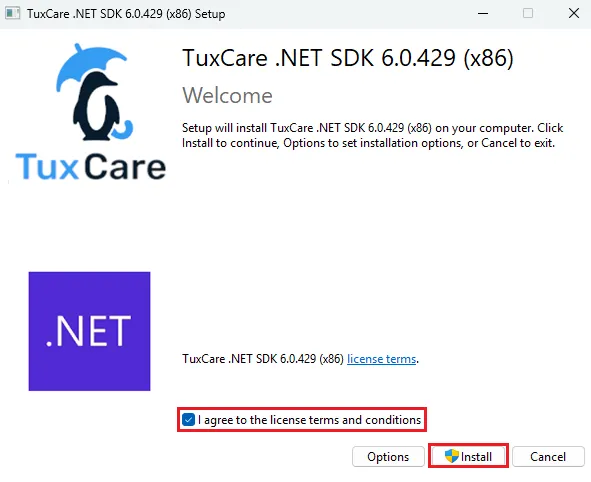 TuxCare .NET SDK 6.0.429 (x86) Setup
TuxCare .NET SDK 6.0.429 (x86)
Welcome
Setup will install TuxCare .NET SDK 6.0.429 (x86) on your computer. Click
Install to continue, Options to set installation options, or Cancel to exit.
TuxCare
.NET
TuxCare .NET SDK 6.0.429 (x86) license terms.
I agree to the license terms and conditions
Options
Install
Cancel